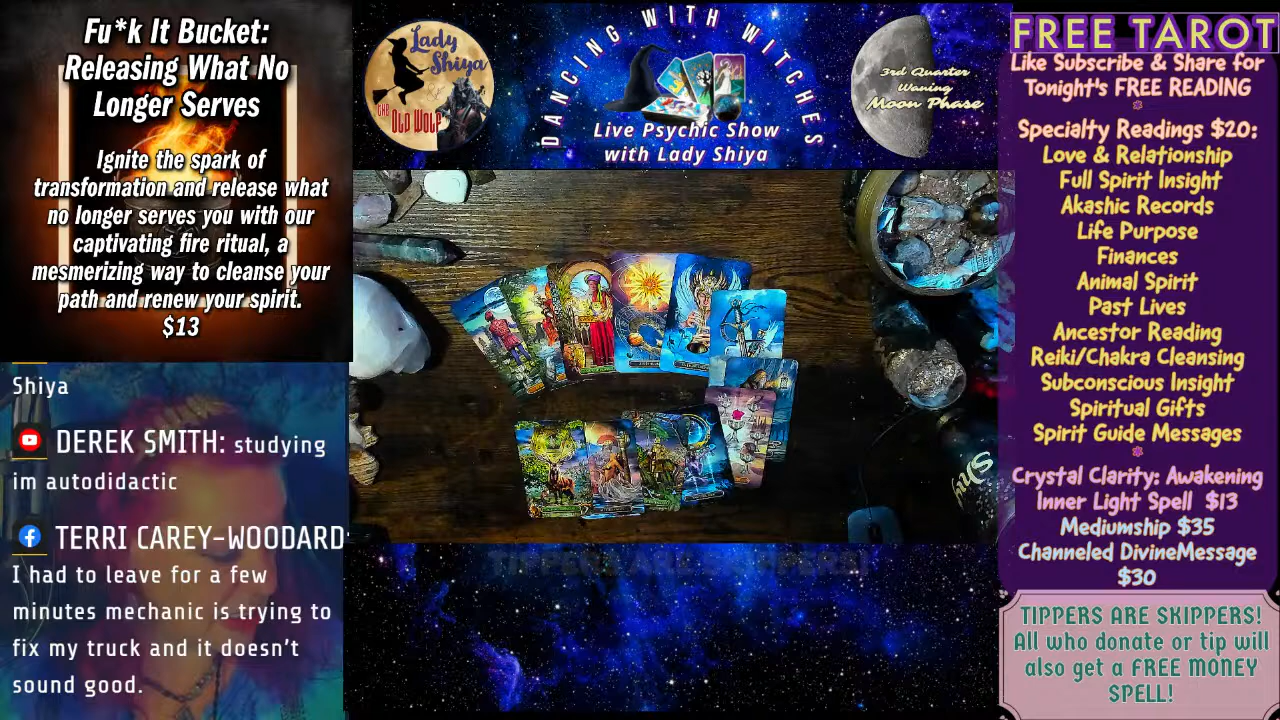 Fu*k It Bucket:
Releasing What No
Longer Serves
Ignite the spark of
transformation and release what
no longer serves you with our
captivating fire ritual, a
mesmerizing way to cleanse your
path and renew your spirit.
$13
Shiya
DEREK SMITH: studying
im autodidactic
TERRI CAREY-WOODARD:
I had to leave for a few
minutes mechanic is trying to
fix my truck and it doesn't
sound good.
Lady
Shiya
the OLD WOLF
DANCING WITH WITCHES
Live Psychic Show
with Lady Shiya
3rd Quarter
Waning
Moon Phase
TIPPERS ARE SKIPPERS!
FREE TAROT
Like Subscribe & Share for
Tonight's FREE READING
Specialty Readings $20:
Love & Relationship
Full Spirit Insight
Akashic Records
Life Purpose
Finances
Animal Spirit
Past Lives
Ancestor Reading
Reiki/Chakra Cleansing
Subconscious Insight
Spiritual Gifts
Spirit Guide Messages
Crystal Clarity: Awakening
Inner Light Spell $13
Mediumship $35
Channeled DivineMessage
$30
TIPPERS ARE SKIPPERS!
All who donate or tip will
also get a FREE MONEY
SPELL!